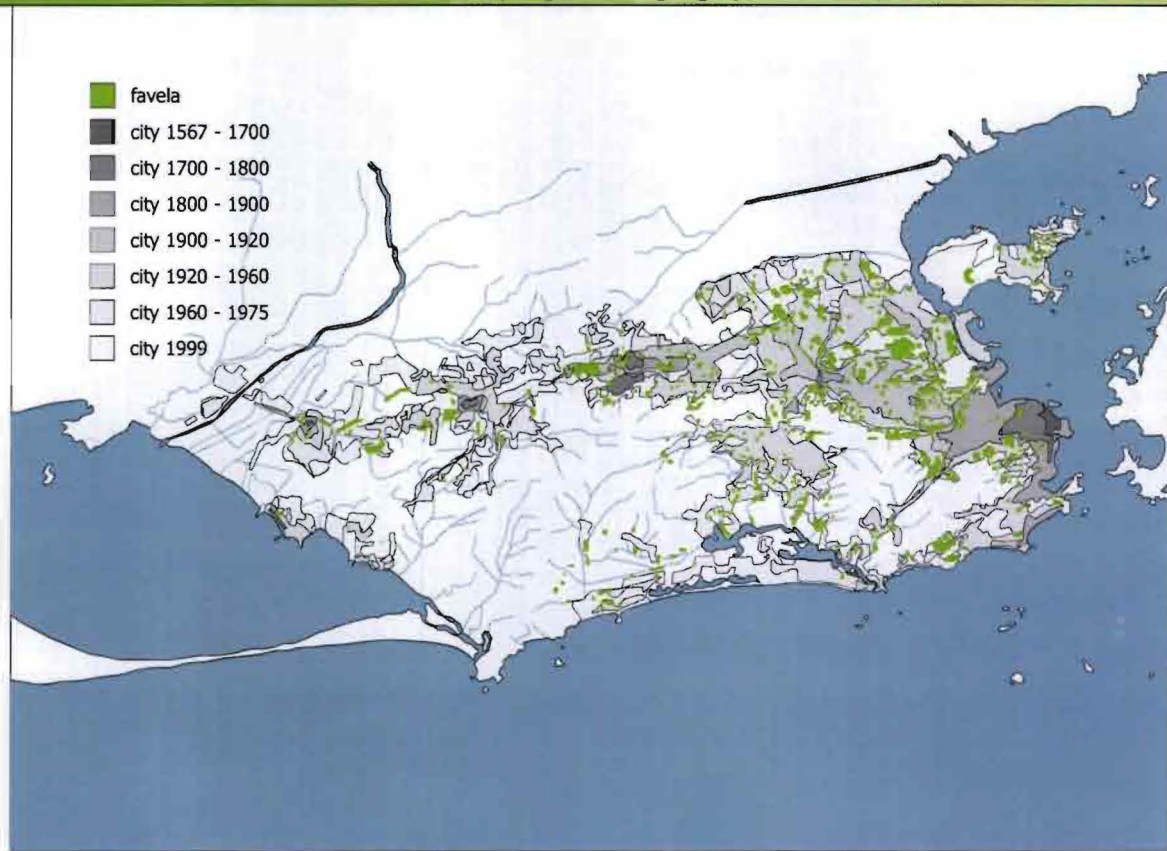 favela
city 1567 - 1700
city 1700 - 1800
city 1800 - 1900
city 1900 - 1920
city 1920 - 1960
city 1960 - 1975
city 1999